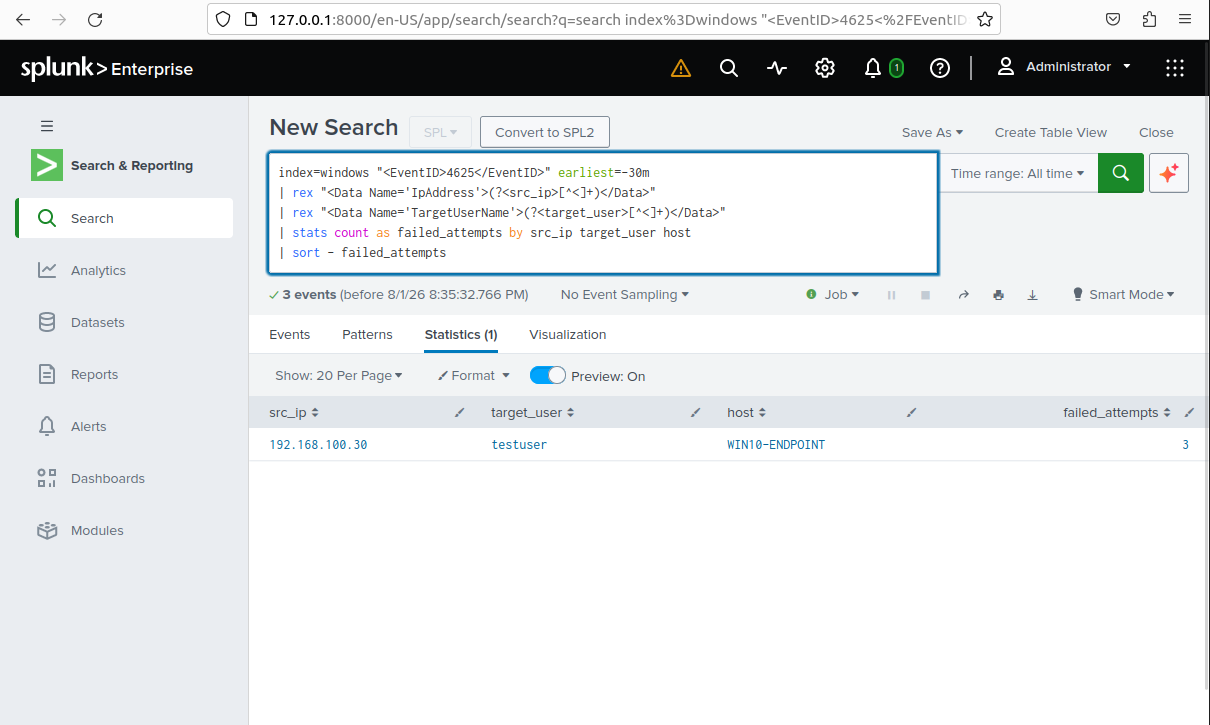 127.0.0.1:8000/en-US/app/search/search?q=search index%3Dwindows "<EventID>4625<%2FEventID
splunk> Enterprise
1
Administrator
New Search
SPL
Convert to SPL2
Save As
Create Table View
Close
Search & Reporting
index=windows "<EventID>4625</EventID>" earliest=-30m
| rex "<Data Name='IpAddress'>(?<src_ip>[^<]+)</Data>"
| rex "<Data Name='TargetUserName'>(?<target_user>[^<]+)</Data>"
| stats count as failed_attempts by src_ip target_user host
| sort - failed_attempts
Time range: All time
Search
Analytics
Datasets
Reports
Alerts
Dashboards
Modules
3 events (before 8/1/26 8:35:32.766 PM)
No Event Sampling
Job
Smart Mode
Events
Patterns
Statistics (1)
Visualization
Show: 20 Per Page
Format
Preview: On
src_ip
target_user
host
failed_attempts
192.168.100.30
testuser
WIN10-ENDPOINT
3